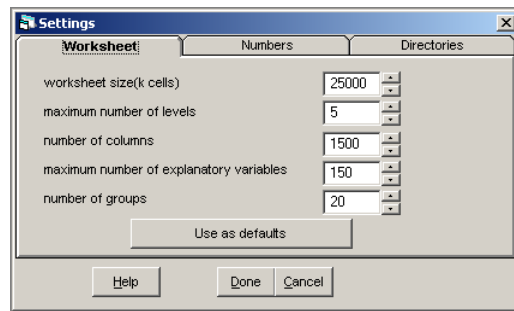 Settings
Worksheet Numbers Directories
worksheet size(k cells) 25000
maximum number of levels 5
number of columns 1500
maximum number of explanatory variables 150
number of groups 20
Use as defaults
Help Done Cancel